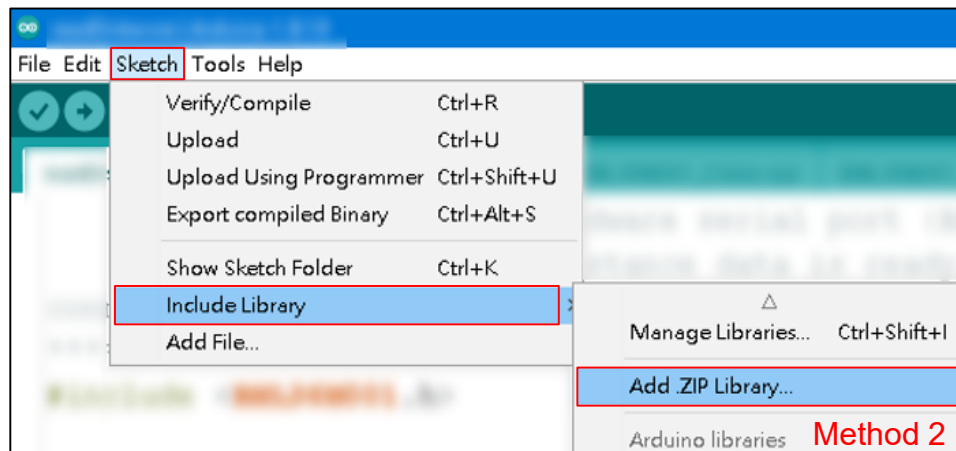 File Edit Sketch Tools Help
Verify/Compile Ctrl+R
Upload Ctrl+U
Upload Using Programmer Ctrl+Shift+U
Export compiled Binary Ctrl+Alt+S
Show Sketch Folder Ctrl+K
Include Library
Add File...
Manage Libraries... Ctrl+Shift+I
Add .ZIP Library...
Arduino libraries
Method 2